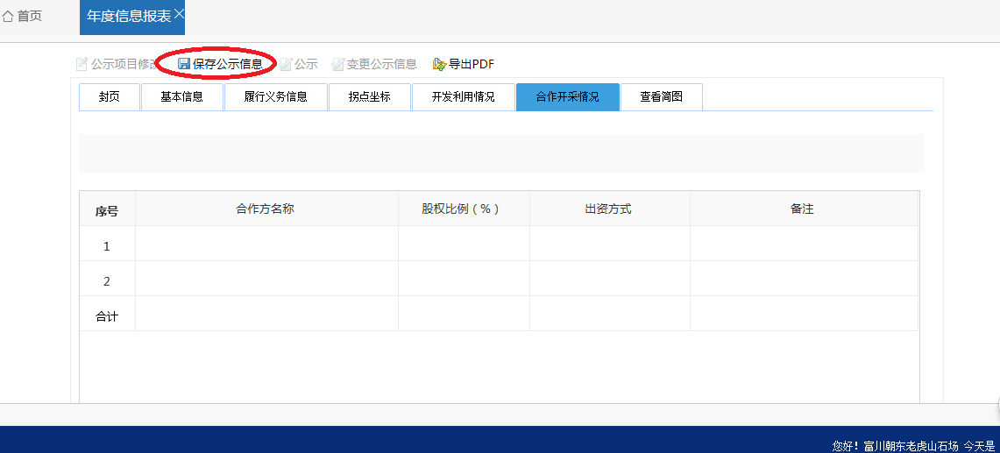 首页 年度信息报表
公示项目修改 保存公示信息 公示 变更公示信息 导出PDF
封页 基本信息 履行义务信息 拐点坐标 开发利用情况 合作开采情况 查看简图
序号 合作方名称 股权比例（%） 出资方式 备注
1
2
合计
您好！富川朝东老虎山石场 今天是